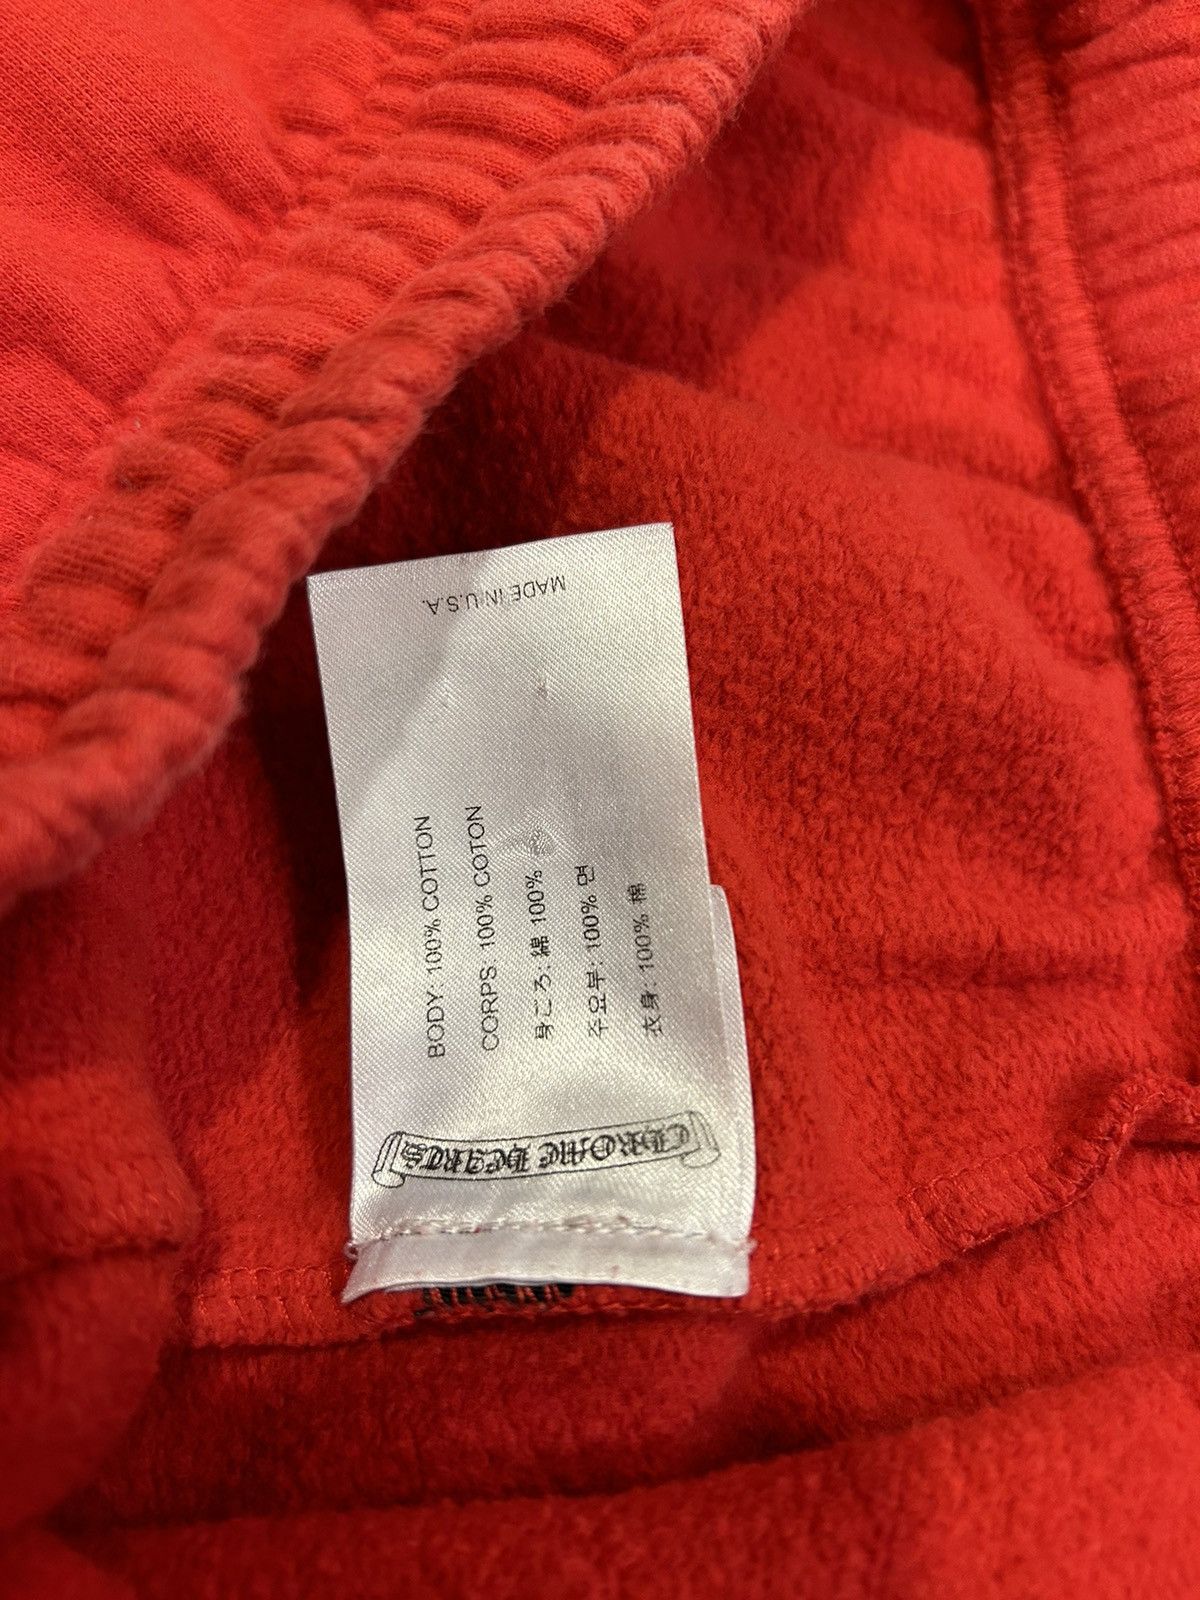 MADE IN U.S.A.
BODY: 100% COTTON
CORPS: 100% COTON
身ごろ: 綿 100%
주요부: 100% 면
衣身: 100% 棉
CHROME HEARTS